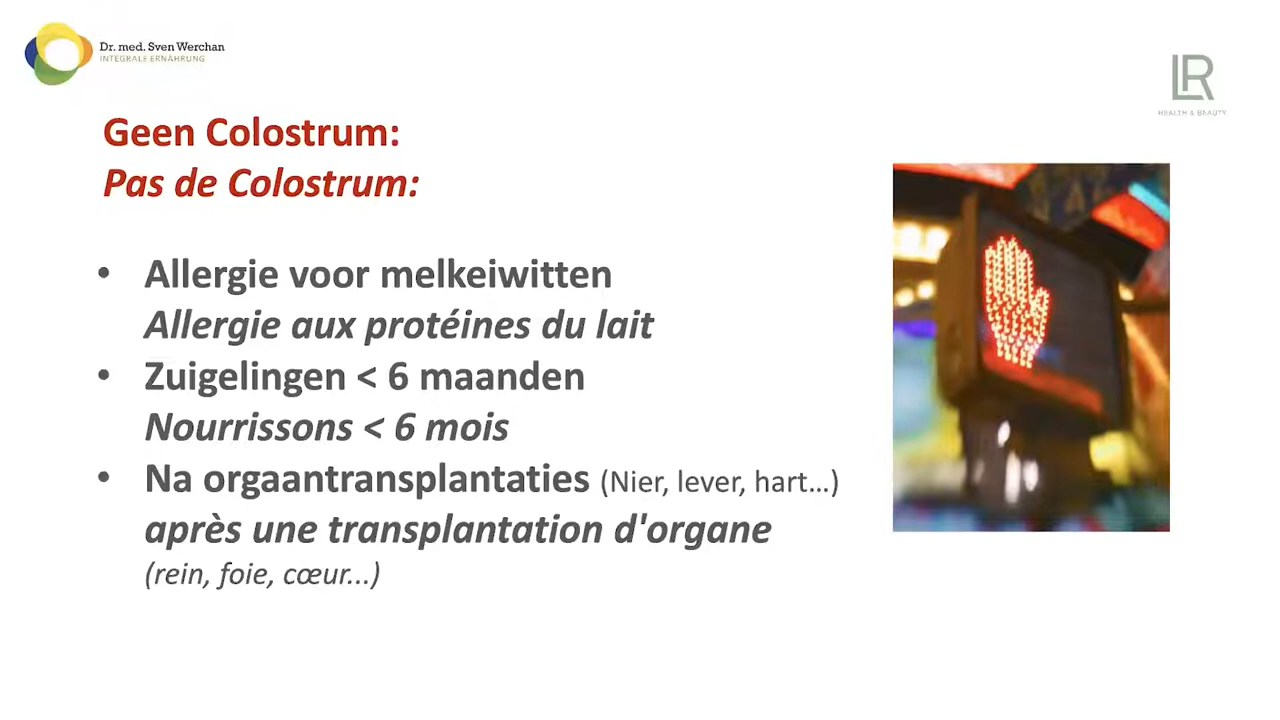 Dr. med. Sven Werchan
INTEGRALE ERNÄHRUNG
LR
HEALTH & BEAUTY
Geen Colostrum:
Pas de Colostrum:
• Allergie voor melkeiwitten
Allergie aux protéines du lait
• Zuigelingen < 6 maanden
Nourrissons < 6 mois
• Na orgaantransplantaties (Nier, lever, hart...)
après une transplantation d'organe
(rein, foie, cœur...)